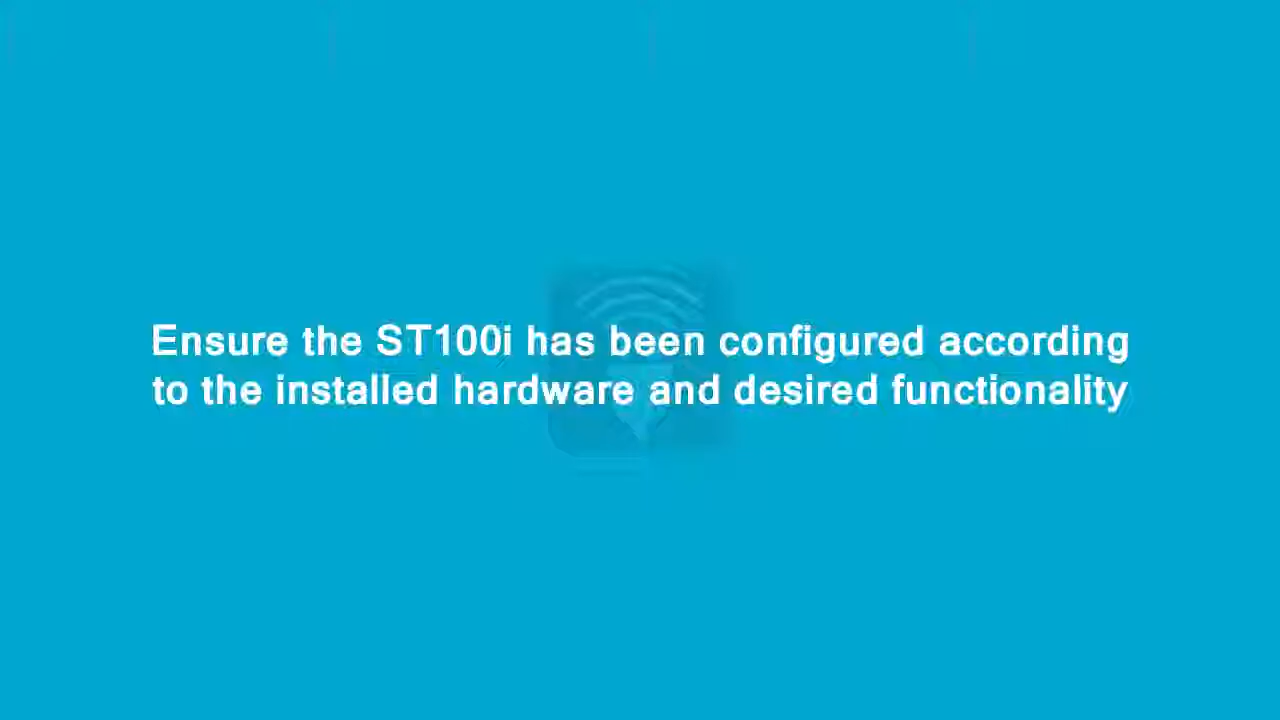 Ensure the ST100i has been configured according
to the installed hardware and desired functionality